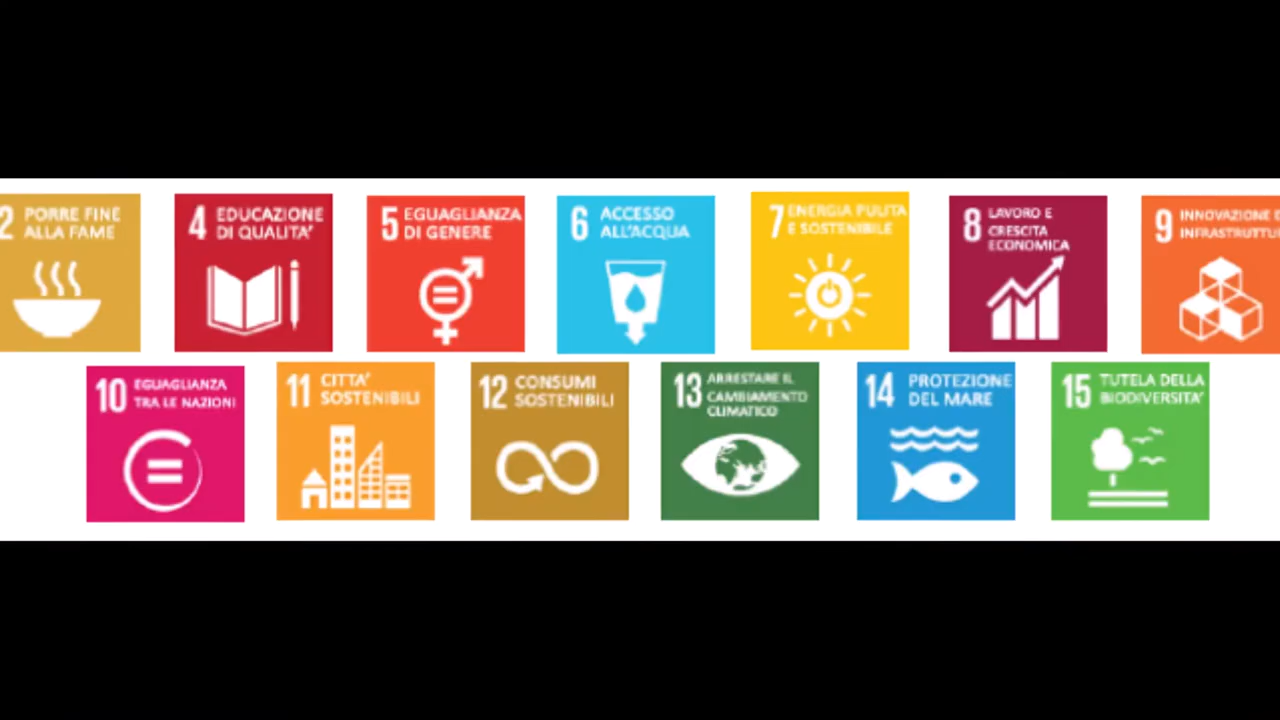 2 PORRE FINE
ALLA FAME
4 EDUCAZIONE
DI QUALITA'
5 EGUAGLIANZA
DI GENERE
6 ACCESSO
ALL'ACQUA
7 ENERGIA PULITA
E SOSTENIBILE
8 LAVORO E
CRESCITA
ECONOMICA
9 INNOVAZIONE E
INFRASTRUTTU
10 EGUAGLIANZA
TRA LE NAZIONI
11 CITTA'
SOSTENIBILI
12 CONSUMI
SOSTENIBILI
13 ARRESTARE IL
CAMBIAMENTO
CLIMATICO
14 PROTEZIONE
DEL MARE
15 TUTELA DELLA
BIODIVERSITA'